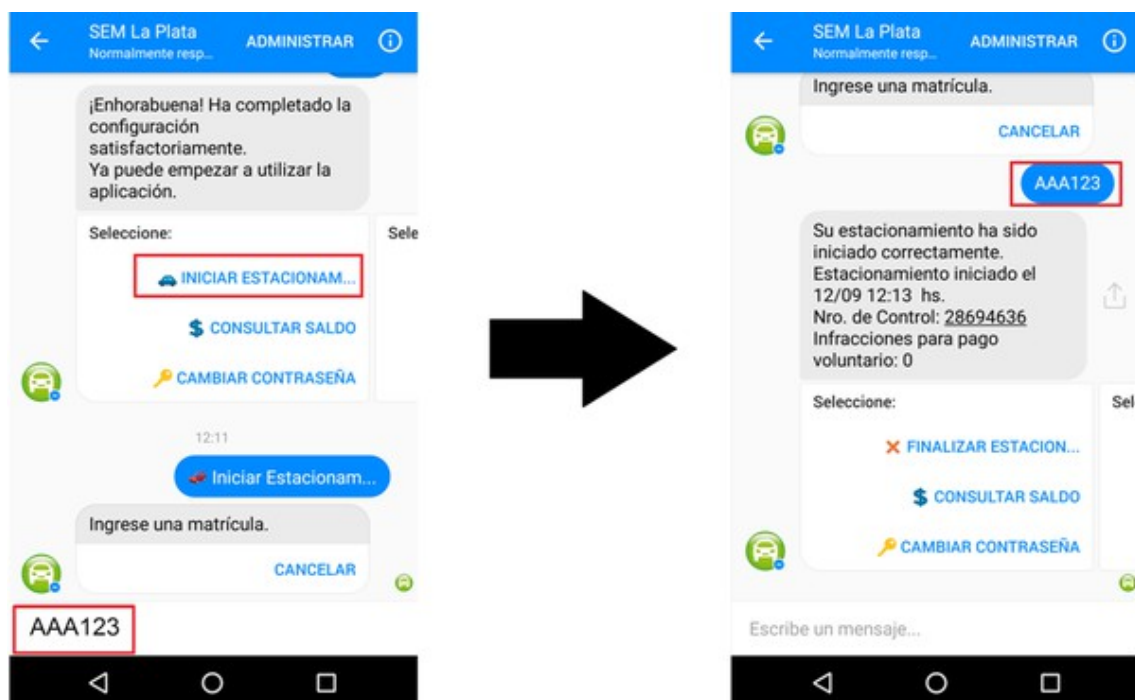 SEM La Plata
Normalmente resp...
ADMINISTRAR
¡Enhorabuena! Ha completado la
configuración
satisfactoriamente.
Ya puede empezar a utilizar la
aplicación.
Seleccione:
Sele
INICIAR ESTACIONAM...
CONSULTAR SALDO
CAMBIAR CONTRASEÑA
12:11
Iniciar Estacionam...
Ingrese una matrícula.
CANCELAR
AAA123
SEM La Plata
Normalmente resp...
ADMINISTRAR
Ingrese una matrícula.
CANCELAR
AAA123
Su estacionamiento ha sido
iniciado correctamente.
Estacionamiento iniciado el
12/09 12:13 hs.
Nro. de Control: 28694636
Infracciones para pago
voluntario: 0
Seleccione:
Sel
FINALIZAR ESTACION...
CONSULTAR SALDO
CAMBIAR CONTRASEÑA
Escribe un mensaje...